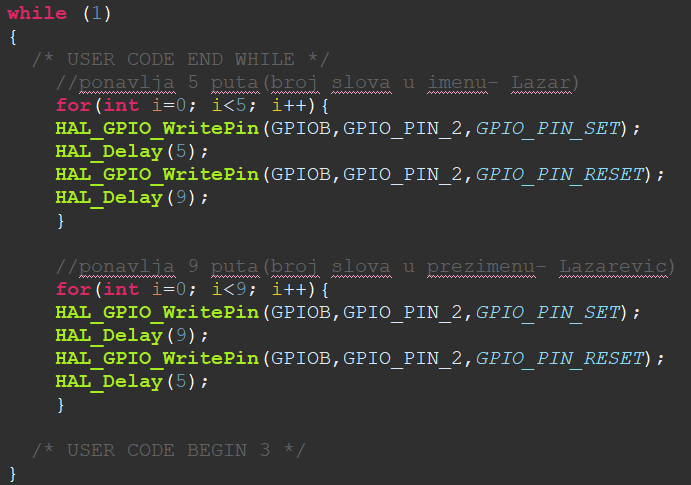 while (1)
{
/* USER CODE END WHILE */
//ponavlja 5 puta(broj slova u imenu- Lazar)
for(int i=0; i<5; i++){
HAL_GPIO_WritePin(GPIOB,GPIO_PIN_2,GPIO_PIN_SET);
HAL_Delay(5);
HAL_GPIO_WritePin(GPIOB,GPIO_PIN_2,GPIO_PIN_RESET);
HAL_Delay(9);
}
//ponavlja 9 puta(broj slova u prezimenu- Lazarevic)
for(int i=0; i<9; i++){
HAL_GPIO_WritePin(GPIOB,GPIO_PIN_2,GPIO_PIN_SET);
HAL_Delay(9);
HAL_GPIO_WritePin(GPIOB,GPIO_PIN_2,GPIO_PIN_RESET);
HAL_Delay(5);
}
/* USER CODE BEGIN 3 */
}